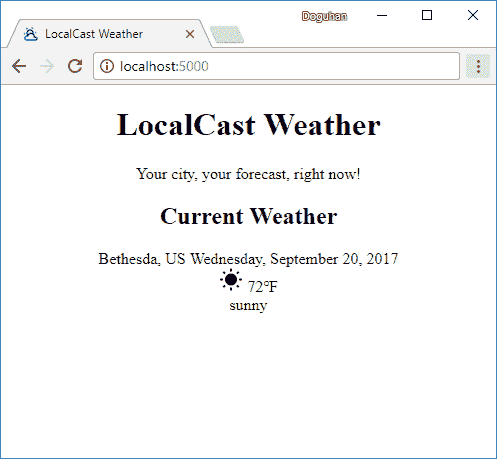 Doguhan
LocalCast Weather
localhost:5000
LocalCast Weather
Your city, your forecast, right now!
Current Weather
Bethesda, US Wednesday, September 20, 2017
72°F
sunny